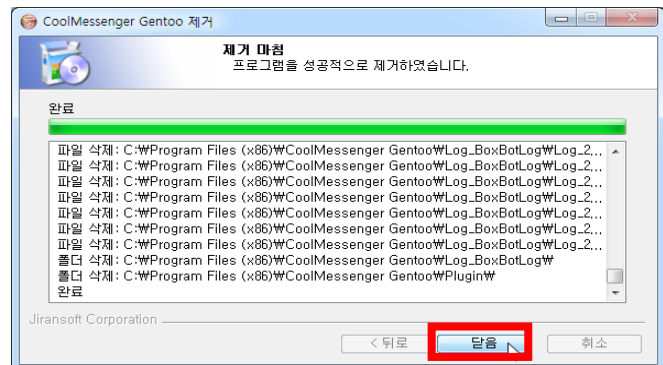 CoolMessenger Gentoo 제거
제거 마침
프로그램을 성공적으로 제거하였습니다.
완료
파일 삭제: C:₩Program Files (x86)₩CoolMessenger Gentoo₩Log_BoxBotLog₩Log_2,,,
파일 삭제: C:₩Program Files (x86)₩CoolMessenger Gentoo₩Log_BoxBotLog₩Log_2,,,
파일 삭제: C:₩Program Files (x86)₩CoolMessenger Gentoo₩Log_BoxBotLog₩Log_2,,,
파일 삭제: C:₩Program Files (x86)₩CoolMessenger Gentoo₩Log_BoxBotLog₩Log_2,,,
파일 삭제: C:₩Program Files (x86)₩CoolMessenger Gentoo₩Log_BoxBotLog₩Log_2,,,
파일 삭제: C:₩Program Files (x86)₩CoolMessenger Gentoo₩Log_BoxBotLog₩Log_2,,,
파일 삭제: C:₩Program Files (x86)₩CoolMessenger Gentoo₩Log_BoxBotLog₩Log_2,,,
폴더 삭제: C:₩Program Files (x86)₩CoolMessenger Gentoo₩Log_BoxBotLog₩
폴더 삭제: C:₩Program Files (x86)₩CoolMessenger Gentoo₩Plugin₩
완료
Jiransoft Corporation
< 뒤로 닫음 취소